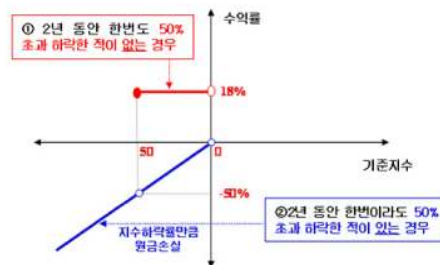 ① 2년 동안 한번도 50%
초과 하락한 적이 없는 경우
수익률
18%
50
0
기준지수
-50%
②2년 동안 한번이라도 50%
초과 하락한 적이 있는 경우
지수하락률만큼
원금손실